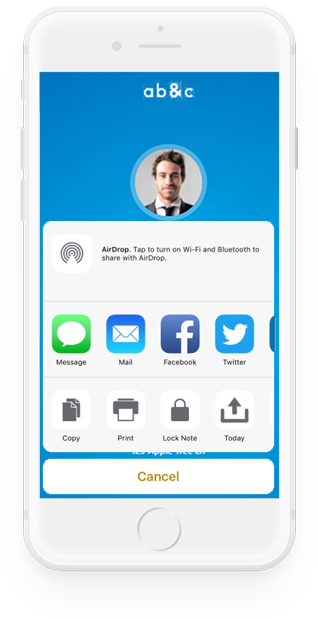 ab&c
AirDrop. Tap to turn on Wi-Fi and Bluetooth to
share with AirDrop.
Message Mail Facebook Twitter
Copy Print Lock Note Today
Cancel